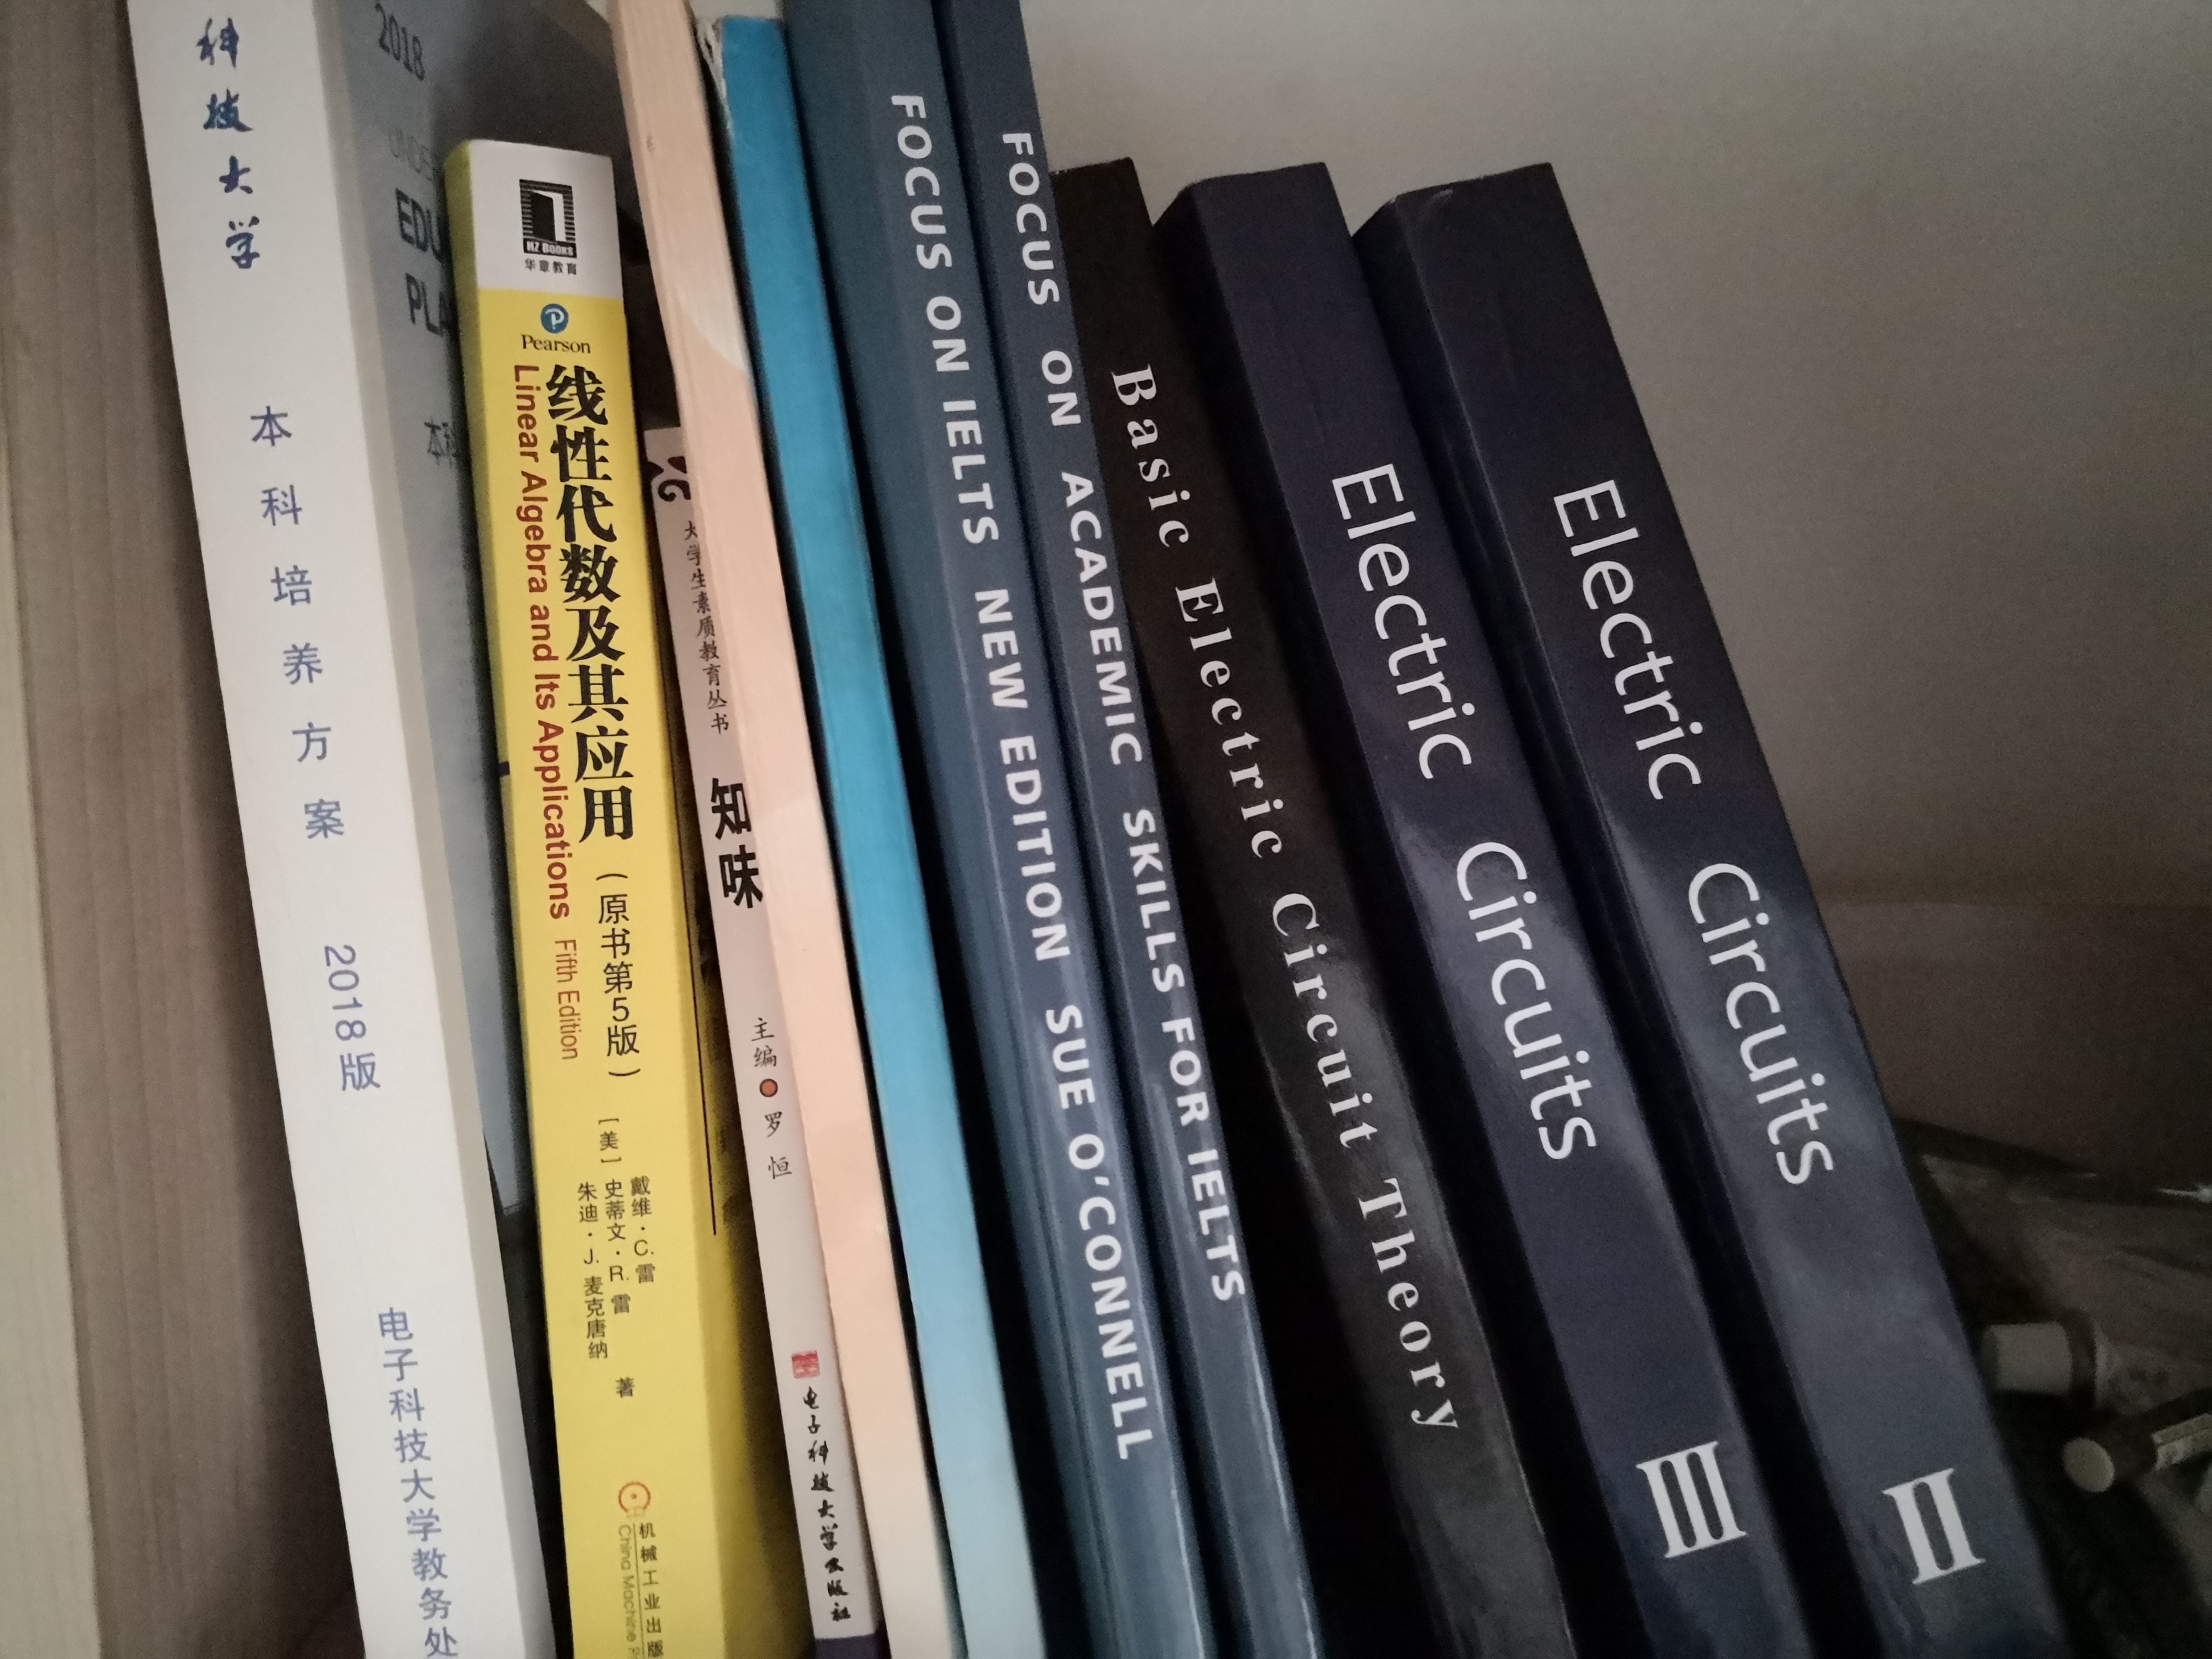 科技大学
本科培养方案
2018版
电子科技大学教务处
2018
EDU
PLA
本科
HZ BOOKS
华章教育
Pearson
线性代数及其应用
(原书第5版)
Linear Algebra and Its Applications
Fifth Edition
[美]
戴维·C.雷
史蒂文·R.雷
朱迪·J.麦克唐纳
著
机械工业出版
China Machine P
大学生素质教育丛书
知味
主编 罗恒
电子科技大学出版社
FOCUS ON IELTS NEW EDITION SUE O'CONNELL
FOCUS ON ACADEMIC SKILLS FOR IELTS
Basic Electric Circuit Theory
Electric Circuits III
Electric Circuits II